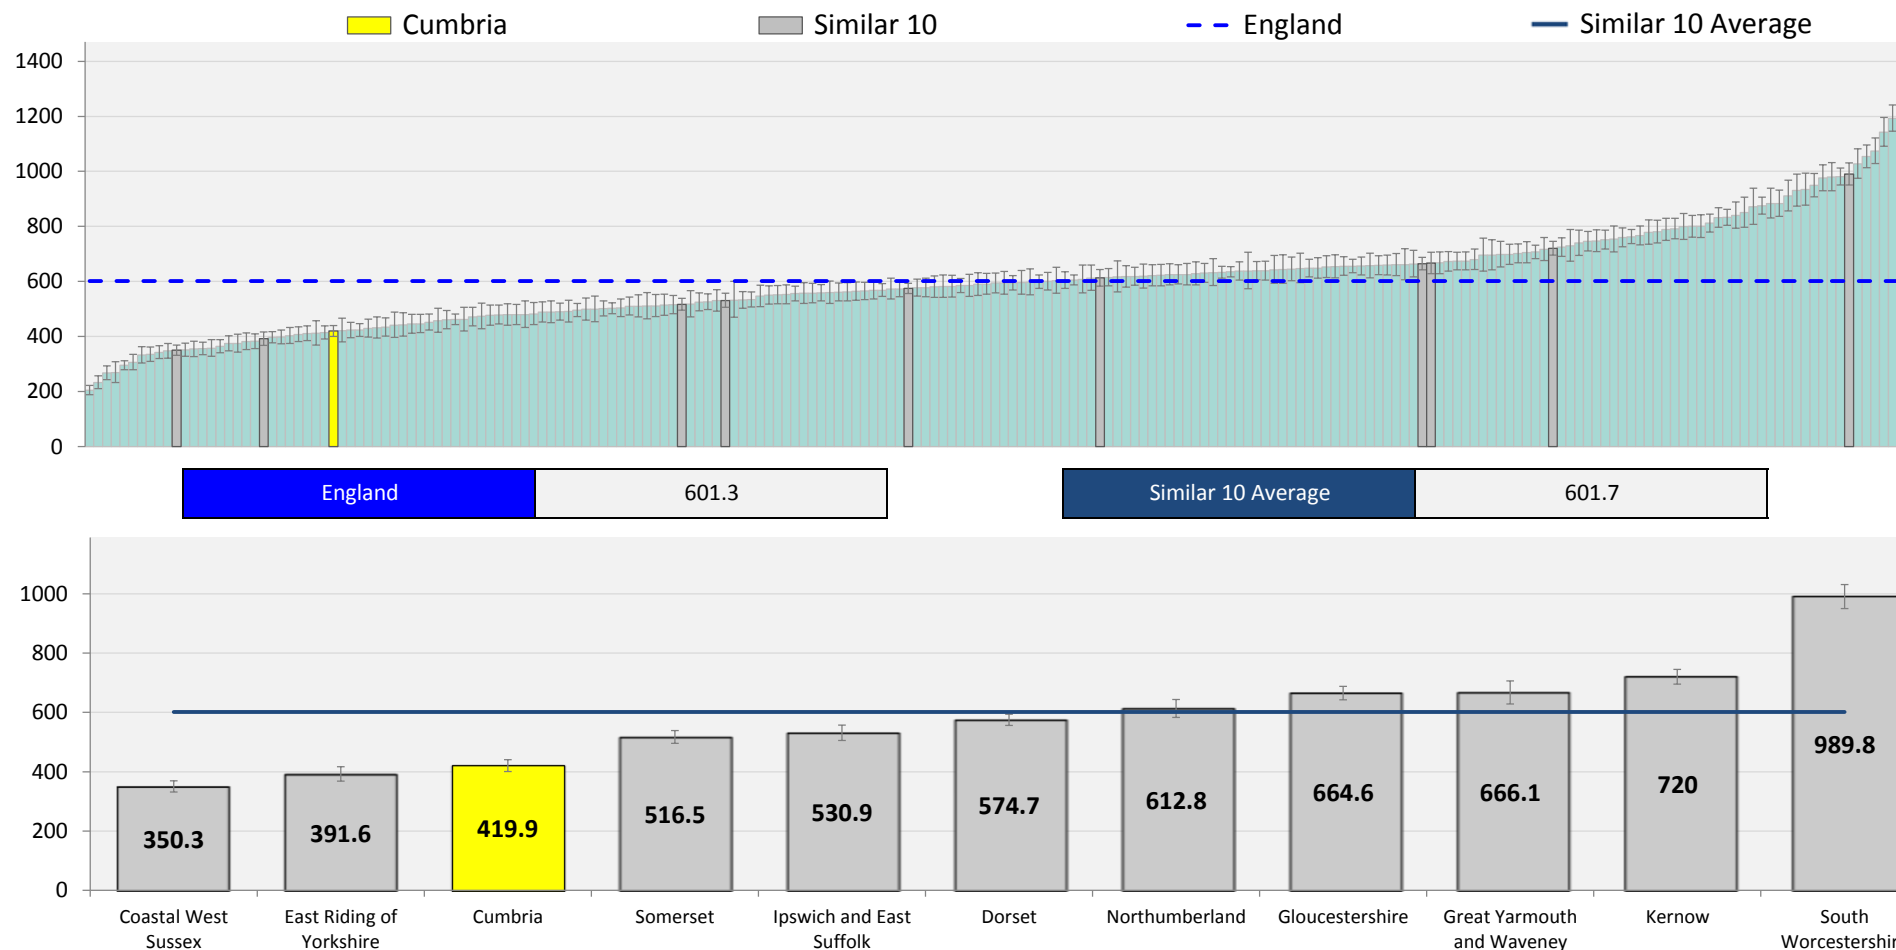 Cumbria
Similar 10
England
Similar 10 Average
1400
1200
1000
800
600
400
200
0
England
601.3
Similar 10 Average
601.7
1000
800
600
400
200
0
350.3
391.6
419.9
516.5
530.9
574.7
612.8
664.6
666.1
720
989.8
Coastal West
Sussex
East Riding of
Yorkshire
Cumbria
Somerset
Ipswich and East
Suffolk
Dorset
Northumberland
Gloucestershire
Great Yarmouth
and Waveney
Kernow
South
Worcestershir